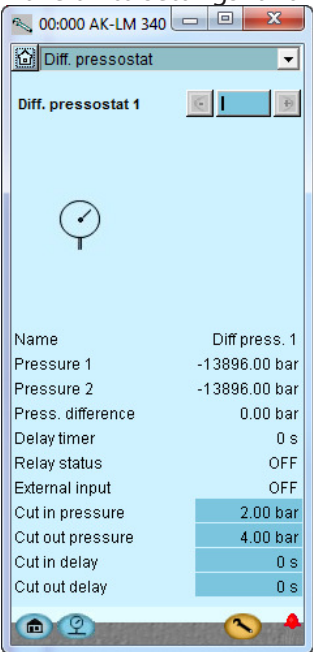 00:000 AK-LM 340
Diff. pressostat
Diff. pressostat 1
Name Diff press. 1
Pressure 1 -13896.00 bar
Pressure 2 -13896.00 bar
Press. difference 0.00 bar
Delay timer 0 s
Relay status OFF
External input OFF
Cut in pressure 2.00 bar
Cut out pressure 4.00 bar
Cut in delay 0 s
Cut out delay 0 s